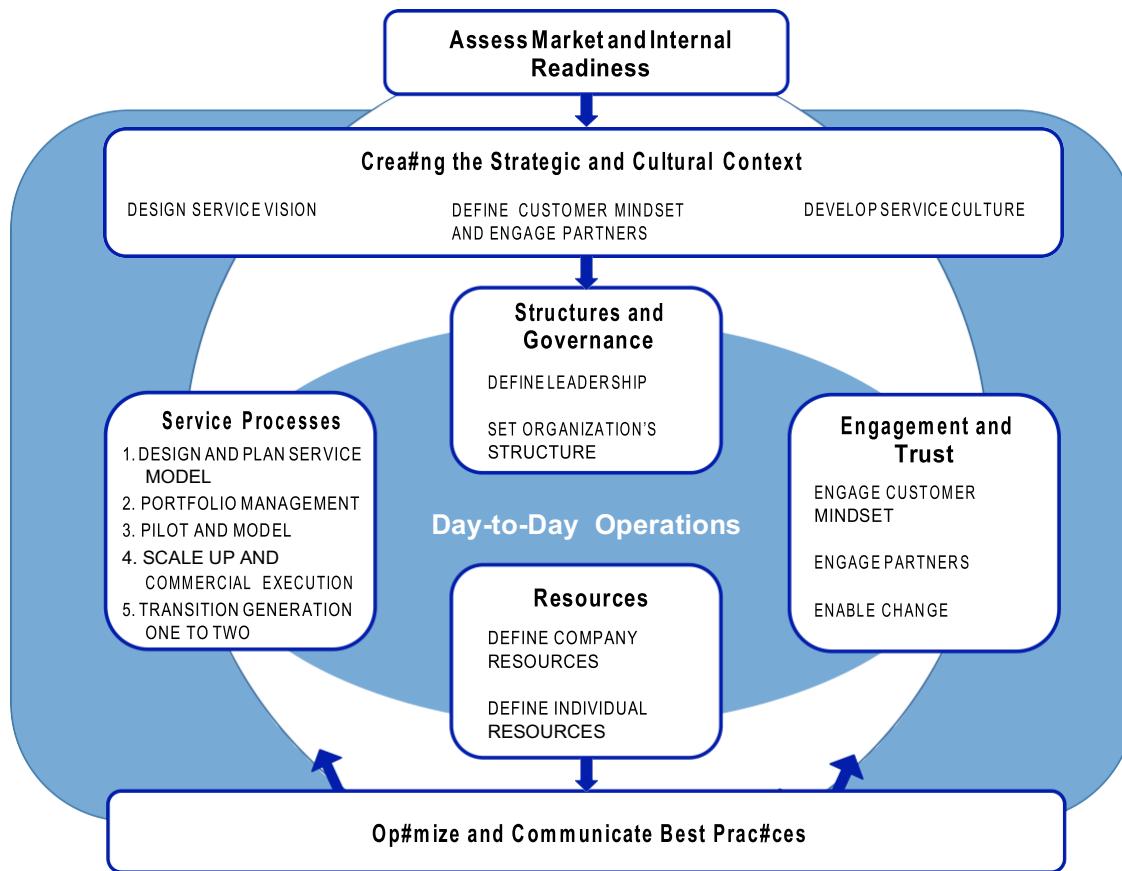 Assess Market and Internal
Readiness
Crea#ng the Strategic and Cultural Context
DESIGN SERVICE VISION
DEFINE CUSTOMER MINDSET
AND ENGAGE PARTNERS
DEVELOP SERVICE CULTURE
Structures and
Governance
DEFINE LEADERSHIP
SET ORGANIZATION'S
STRUCTURE
Service Processes
1. DESIGN AND PLAN SERVICE
MODEL
2. PORTFOLIO MANAGEMENT
3. PILOT AND MODEL
4. SCALE UP AND
COMMERCIAL EXECUTION
5. TRANSITION GENERATION
ONE TO TWO
Engagement and
Trust
ENGAGE CUSTOMER
MINDSET
ENGAGE PARTNERS
ENABLE CHANGE
Day-to-Day Operations
Resources
DEFINE COMPANY
RESOURCES
DEFINE INDIVIDUAL
RESOURCES
Op#mize and Communicate Best Prac#ces